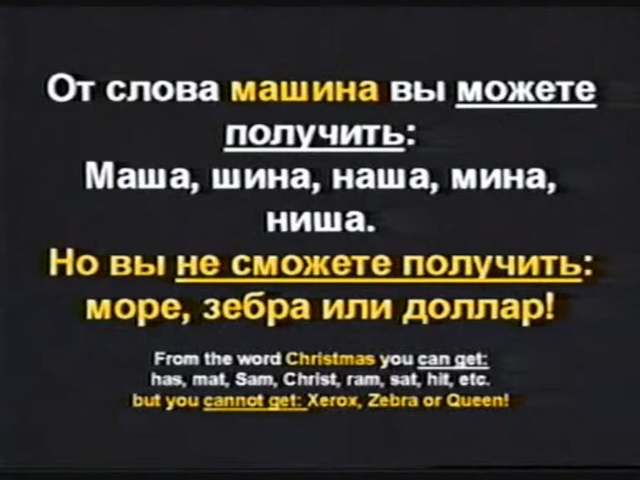 От слова машина вы можете
получить:
Маша, шина, наша, мина,
ниша.
Но вы не сможете получить:
море, зебра или доллар!
From the word Christmas you can get:
has, mat, Sam, Christ, ram, sat, hit, etc.
but you cannot get: Xerox, Zebra or Queen!